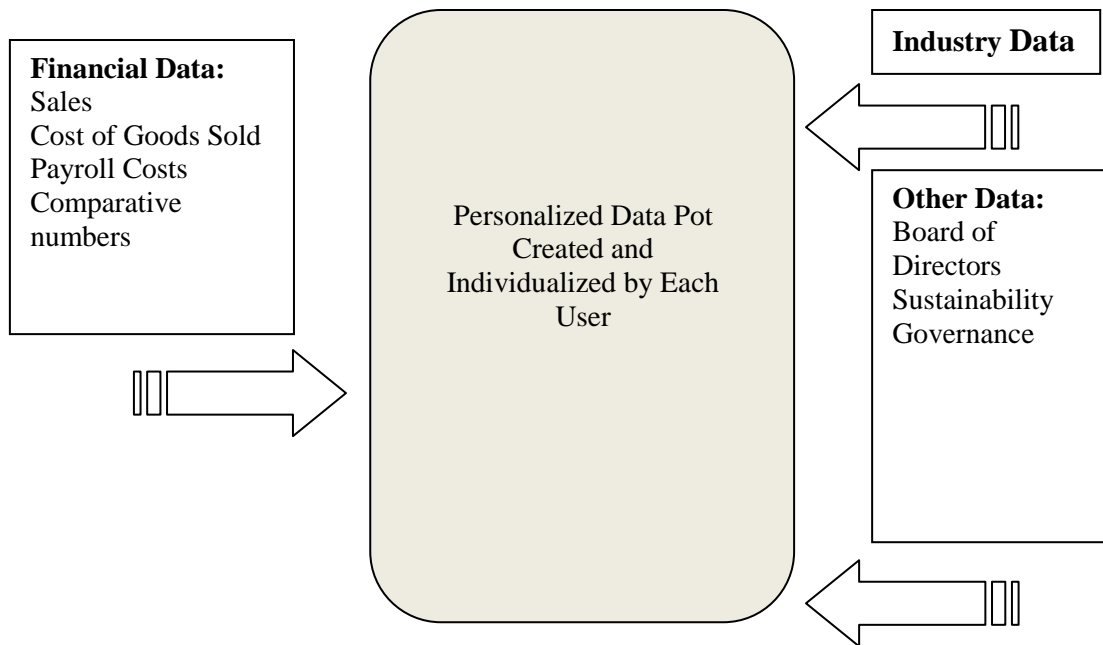 Financial Data:
Sales
Cost of Goods Sold
Payroll Costs
Comparative
numbers
Personalized Data Pot
Created and
Individualized by Each
User
Industry Data
Other Data:
Board of
Directors
Sustainability
Governance